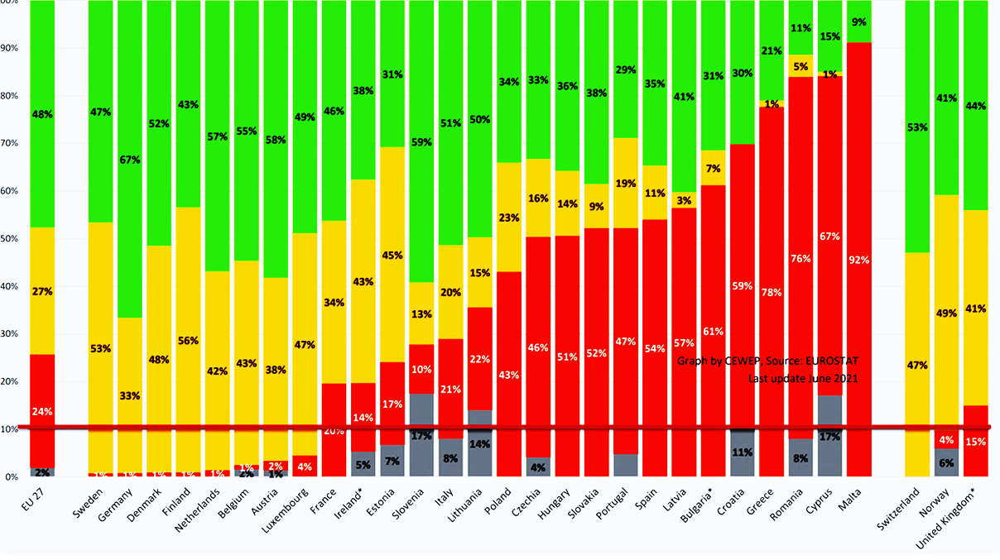 00%
90%
80%
70%
60%
50%
40%
30%
20%
10%
0%
48% 47% 67% 52% 43% 57% 55% 58% 49% 46% 38% 31% 59% 51% 50% 34% 33% 36% 38% 29% 35% 41% 31% 30% 21% 11% 15% 9% 53% 41% 44%
27% 53% 33% 48% 56% 42% 43% 38% 47% 34% 43% 45% 13% 20% 15% 23% 16% 14% 9% 19% 11% 3% 7% 1% 5% 1% 47% 49% 41%
24% 1% 1% 1% 1% 1% 1% 2% 4% 20% 14% 17% 10% 21% 22% 43% 46% 51% 52% 47% 54% 57% 61% 59% 78% 76% 67% 92% 4% 15%
2% 2% 1% 5% 7% 17% 8% 14% 4% 11% 8% 17% 6%
Graph by CEWEP, Source: EUROSTAT
Last update June 2021
EU 27
Sweden
Germany
Denmark
Finland
Netherlands
Belgium
Austria
Luxembourg
France
Ireland*
Estonia
Slovenia
Italy
Lithuania
Poland
Czechia
Hungary
Slovakia
Portugal
Spain
Latvia
Bulgaria*
Croatia
Greece
Romania
Cyprus
Malta
Switzerland
Norway
United Kingdom*